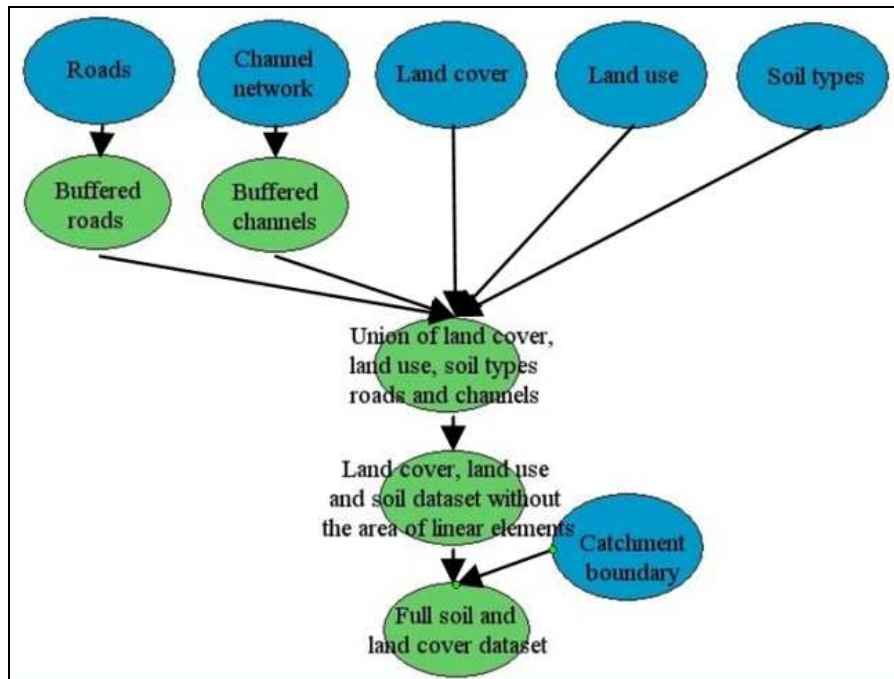 Roads
Channel
network
Land cover
Land use
Soil types
Buffered
roads
Buffered
channels
Union of land cover,
land use, soil types
roads and channels
Land cover, land use
and soil dataset without
the area of linear elements
Catchment
boundary
Full soil and
land cover dataset